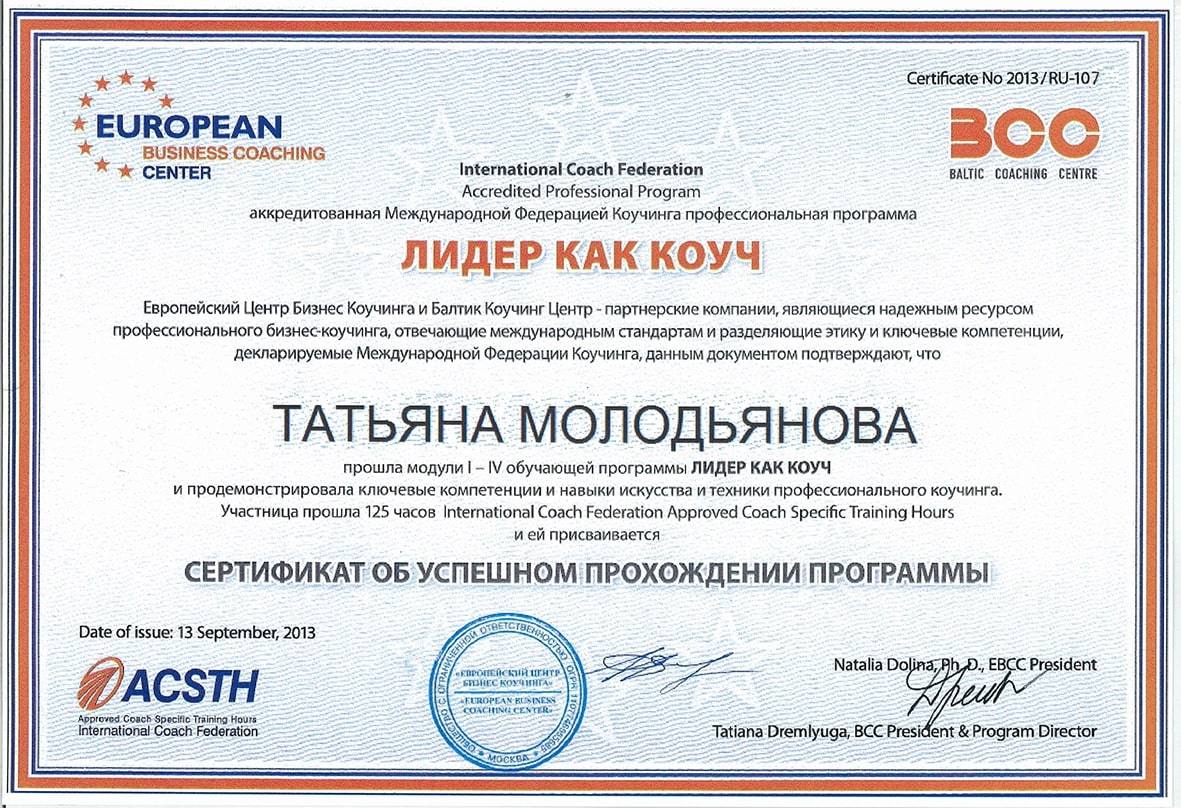 Certificate No 2013/RU-107
EUROPEAN
BUSINESS COACHING
CENTER
BCC
BALTIC COACHING CENTRE
International Coach Federation
Accredited Professional Program
аккредитованная Международной Федерацией Коучинга профессиональная программа
ЛИДЕР КАК КОУЧ
Европейский Центр Бизнес Коучинга и Балтик Коучинг Центр - партнерские компании, являющиеся надежным ресурсом
профессионального бизнес-коучинга, отвечающие международным стандартам и разделяющие этику и ключевые компетенции,
декларируемые Международной Федерации Коучинга, данным документом подтверждают, что
ТАТЬЯНА МОЛОДЬЯНОВА
прошла модули I – IV обучающей программы ЛИДЕР КАК КОУЧ
и продемонстрировала ключевые компетенции и навыки искусства и техники профессионального коучинга.
Участница прошла 125 часов International Coach Federation Approved Coach Specific Training Hours
и ей присваивается
СЕРТИФИКАТ ОБ УСПЕШНОМ ПРОХОЖДЕНИИ ПРОГРАММЫ
Date of issue: 13 September, 2013
ACSTH
Approved Coach Specific Training Hours
International Coach Federation
ОБЩЕСТВО С ОГРАНИЧЕННОЙ ОТВЕТСТВЕННОСТЬЮ ОГРН
«ЕВРОПЕЙСКИЙ ЦЕНТР
БИЗНЕС КОУЧИНГА»
«EUROPEAN BUSINESS
COACHING CENTER»
МОСКВА
Natalia Dolina, Ph. D., EBCC President
Tatiana Dremlyuga, BCC President & Program Director